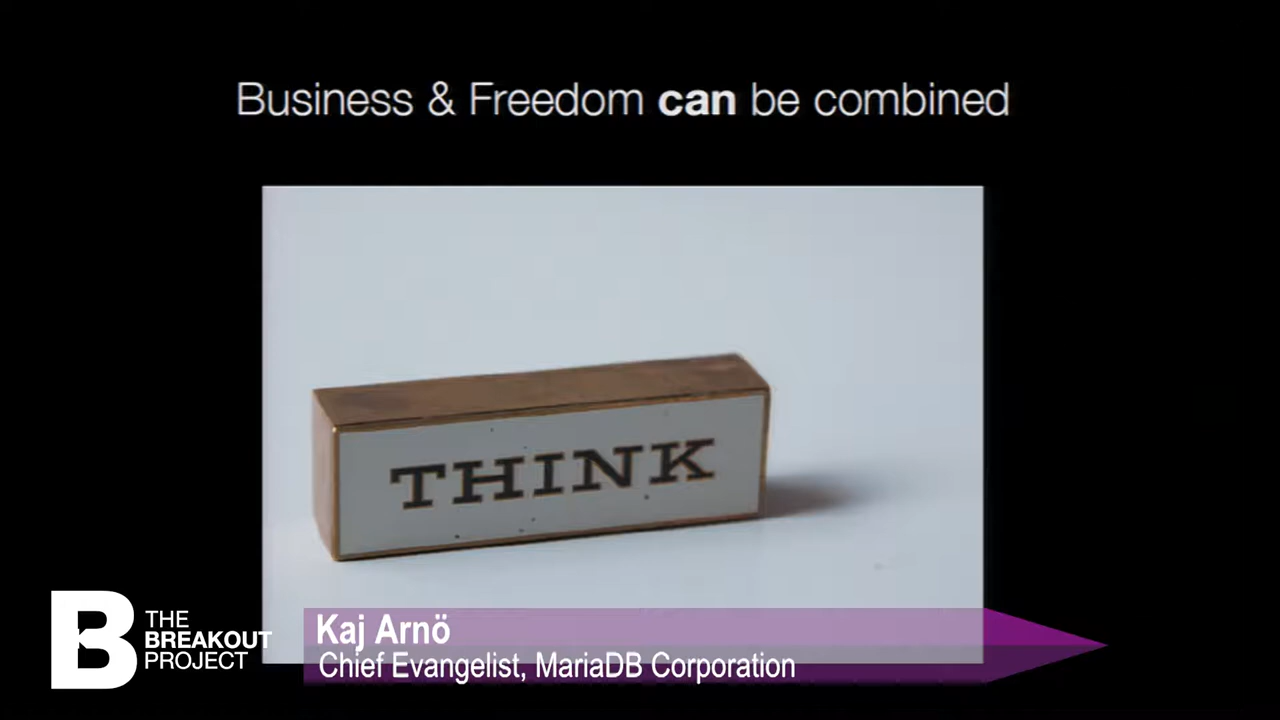 Business & Freedom can be combined
THINK
B THE
BREAKOUT
PROJECT
Kaj Arnö
Chief Evangelist, MariaDB Corporation